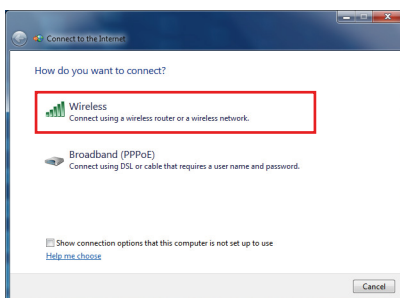 Connect to the Internet
How do you want to connect?
Wireless
Connect using a wireless router or a wireless network.
Broadband (PPPoE)
Connect using DSL or cable that requires a user name and password.
Show connection options that this computer is not set up to use
Help me choose
Cancel